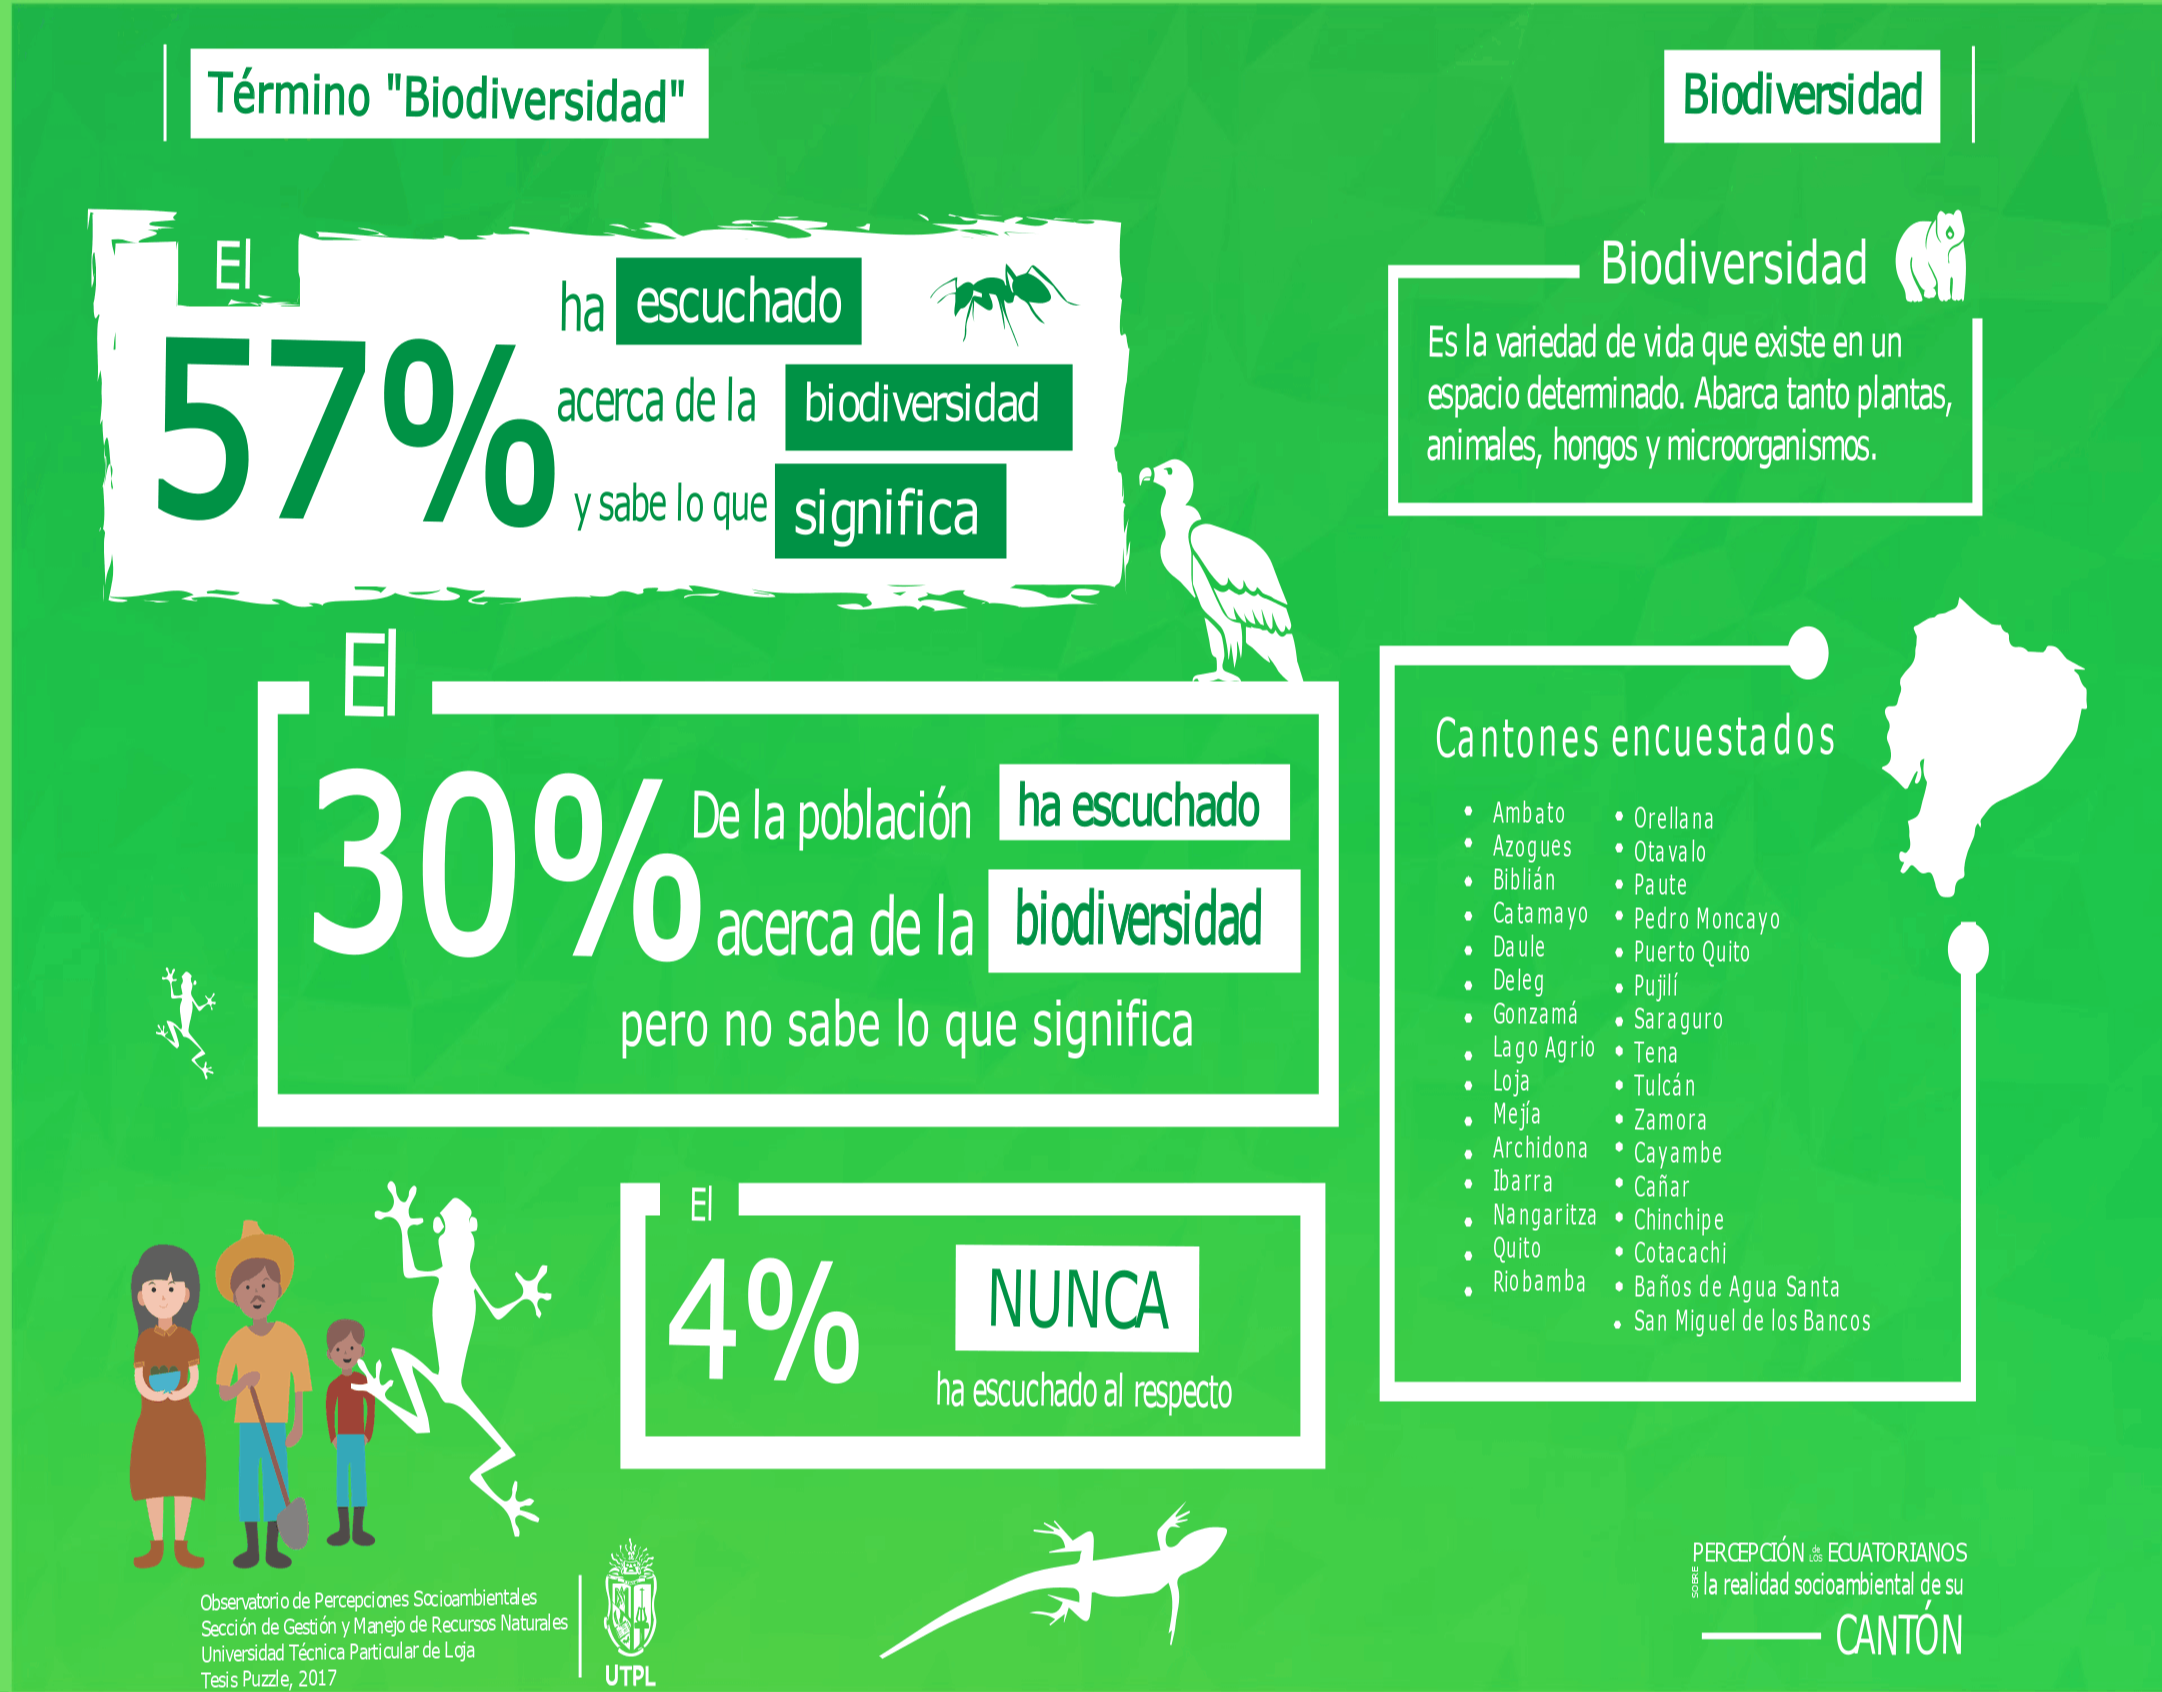 Término "Biodiversidad"
Biodiversidad
El
57%
ha escuchado
acerca de la biodiversidad
y sabe lo que significa
El
30%
De la población ha escuchado
acerca de la biodiversidad
pero no sabe lo que significa
El
4%
NUNCA
ha escuchado al respecto
Biodiversidad
Es la variedad de vida que existe en un
espacio determinado. Abarca tanto plantas,
animales, hongos y microorganismos.
Cantones encuestados
• Ambato
• Azogues
• Biblián
• Catamayo
• Daule
• Deleg
• Gonzamá
• Lago Agrio
• Loja
• Mejía
• Archidona
• Ibarra
• Nangaritza
• Quito
• Riobamba
• Orellana
• Otavalo
• Paute
• Pedro Moncayo
• Puerto Quito
• Pujilí
• Saraguro
• Tena
• Tulcán
• Zamora
• Cayambe
• Cañar
• Chinchipe
• Cotacachi
• Baños de Agua Santa
• San Miguel de los Bancos
Observatorio de Percepciones Socioambientales
Sección de Gestión y Manejo de Recursos Naturales
Universidad Técnica Particular de Loja
Tesis Puzzle, 2017
UTPL
PERCEPCIÓN de LOS ECUATORIANOS
SOBRE la realidad socioambiental de su
CANTÓN